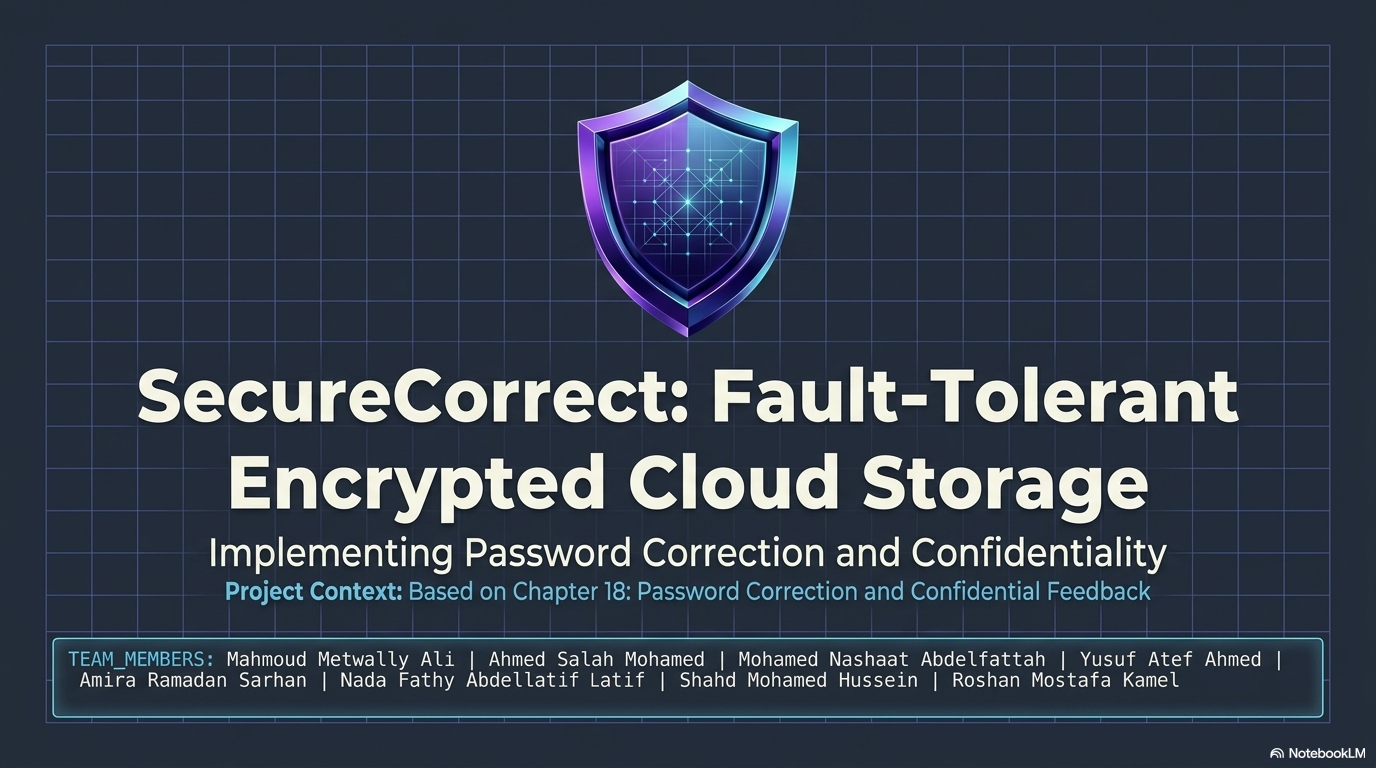 SecureCorrect: Fault-Tolerant
Encrypted Cloud Storage
Implementing Password Correction and Confidentiality
Project Context: Based on Chapter 18: Password Correction and Confidential Feedback
TEAM_MEMBERS: Mahmoud Metwally Ali | Ahmed Salah Mohamed | Mohamed Nashaat Abdelfattah | Yusuf Atef Ahmed |
Amira Ramadan Sarhan | Nada Fathy Abdellatif Latif | Shahd Mohamed Hussein | Roshan Mostafa Kamel
NotebookLM